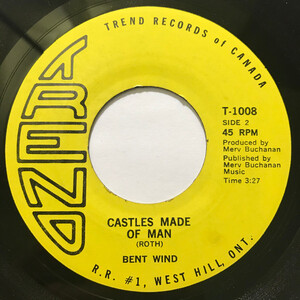 TREND RECORDS of CANADA
TREND
T-1008
SIDE 2
45 RPM
Produced by
Merv Buchanan
Published by
Merv Buchanan
Music
Time 3:27
CASTLES MADE
OF MAN
(ROTH)
BENT WIND
R.R. #1, WEST HILL, ONT.